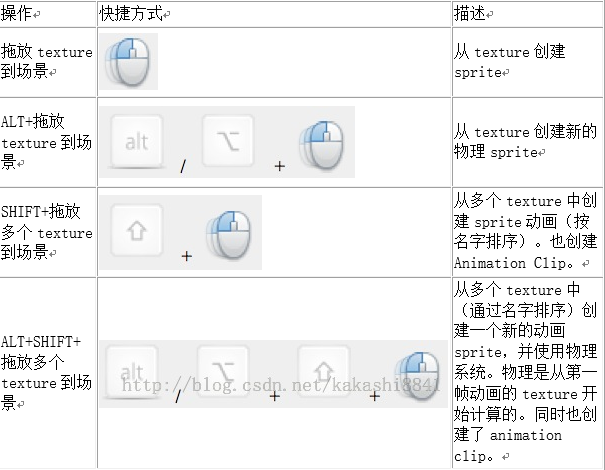 操作 快捷方式 描述
拖放 texture
到场景
从 texture 创建
sprite
ALT+拖放
texture 到场
景
alt / ⌥ +
从 texture 创建新的
物理 sprite
SHIFT+拖放
多个 texture
到场景
⇧ +
从多个 texture 中创
建 sprite 动画（按
名字排序）。也创建
Animation Clip。
ALT+SHIFT+
拖放多个
texture 到场
景
alt / ⌥ + ⇧ +
http://blog.csdn.net/kakashi8841
从多个 texture 中
（通过名字排序）创
建一个新的动画
sprite，并使用物理
系统。物理是从第一
帧动画的 texture 开
始计算的。同时也创
建了 animation
clip。